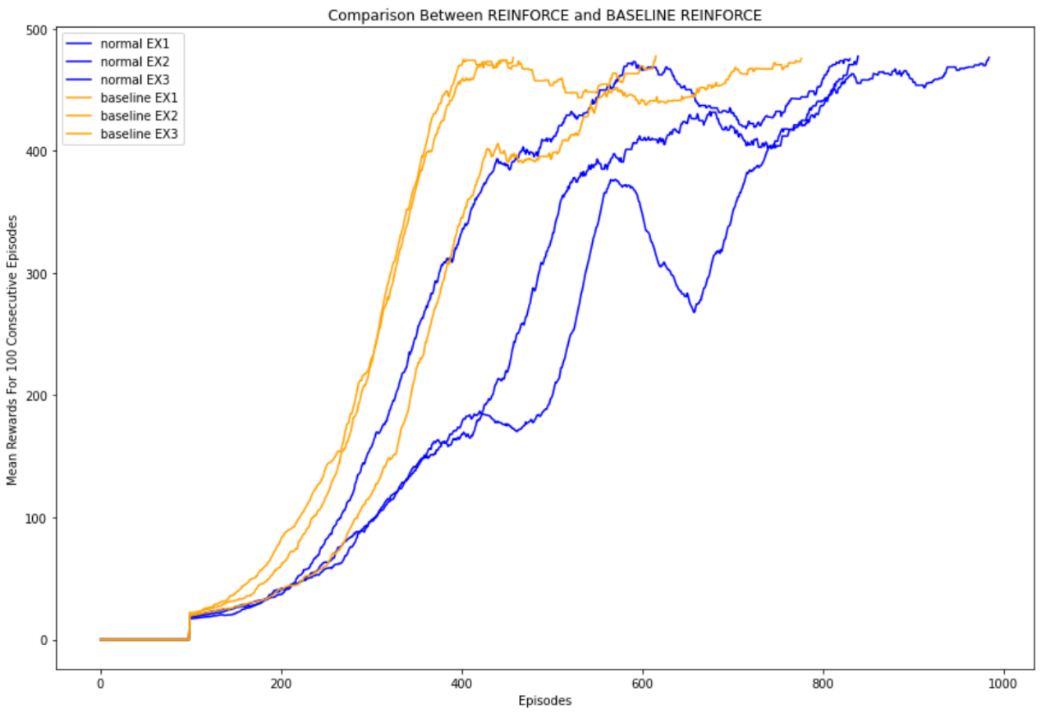 Comparison Between REINFORCE and BASELINE REINFORCE
500
400
300
200
100
0
Mean Rewards For 100 Consecutive Episodes
normal EX1
normal EX2
normal EX3
baseline EX1
baseline EX2
baseline EX3
0 200 400 600 800 1000
Episodes